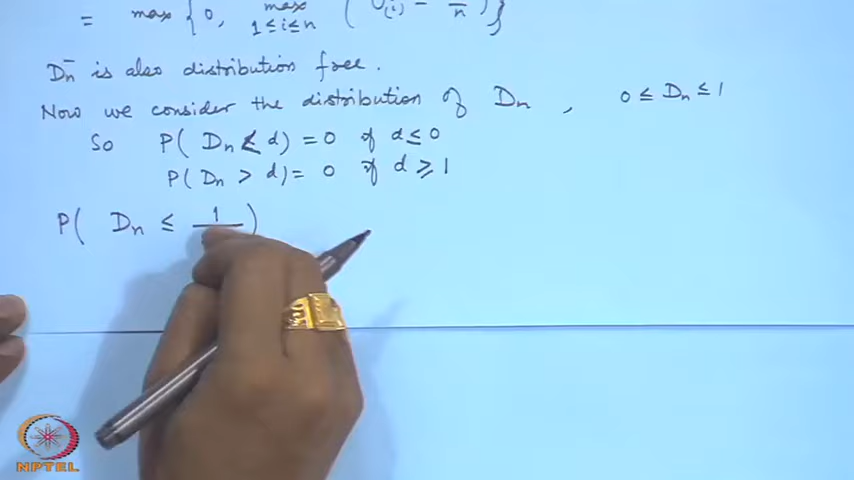 = max { 0, max 1≤i≤n ( U(i) - — n ) }
Dn⁻ is also distribution free.
Now we consider the distribution of Dn , 0 ≤ Dn ≤ 1
So P( Dn < d) = 0 if d ≤ 0
P( Dn > d) = 0 if d ≥ 1
P( Dn ≤ 1 )
NPTEL